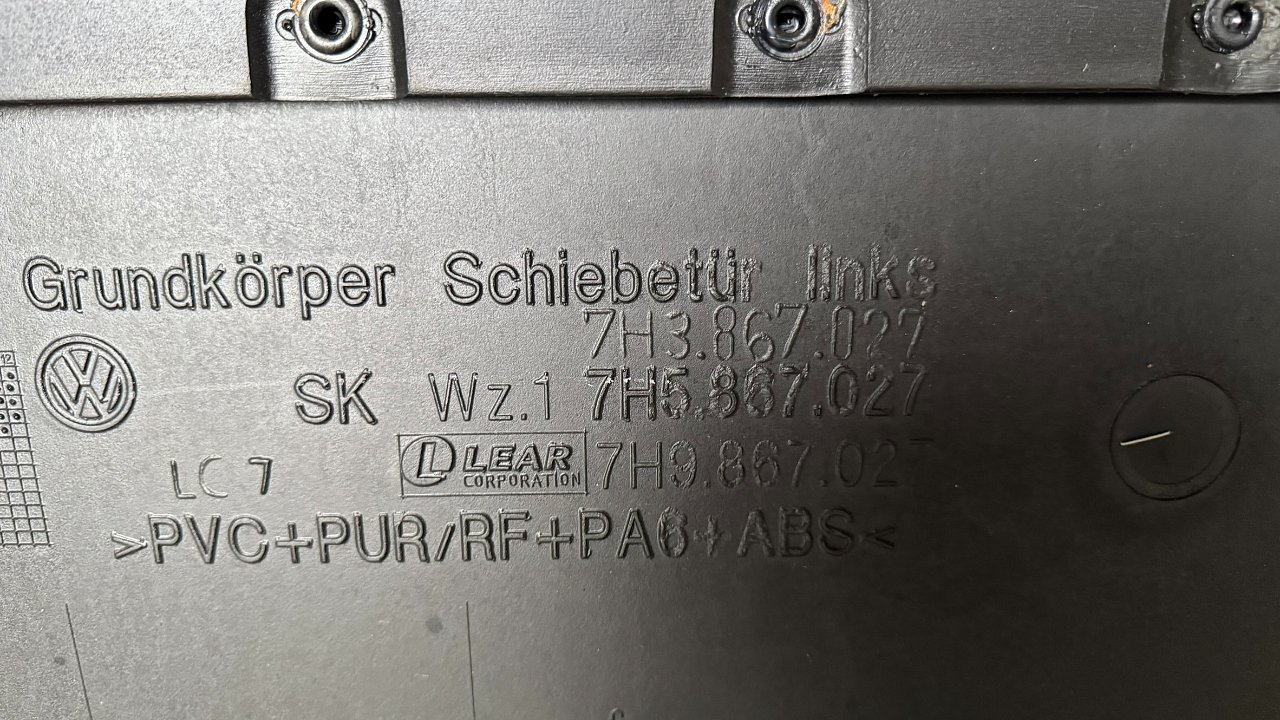 Grundkörper Schiebetür links
7H3.867.027
SK Wz.1 7H5.867.027
LC 7 LEAR CORPORATION 7H9.867.027
>PVC+PUR/RF+PA6+ABS<
12